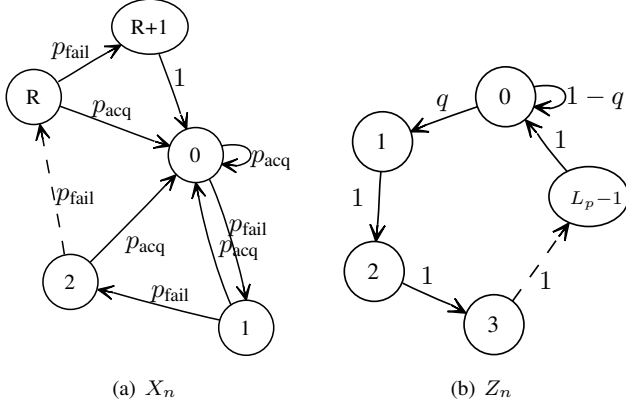 R+1
p_fail
R
1
p_acq
0
p_acq
p_fail
p_fail
p_acq
p_acq
2
p_fail
1
(a) X_n
0
q
1 − q
1
1
1
L_p−1
2
1
1
3
(b) Z_n